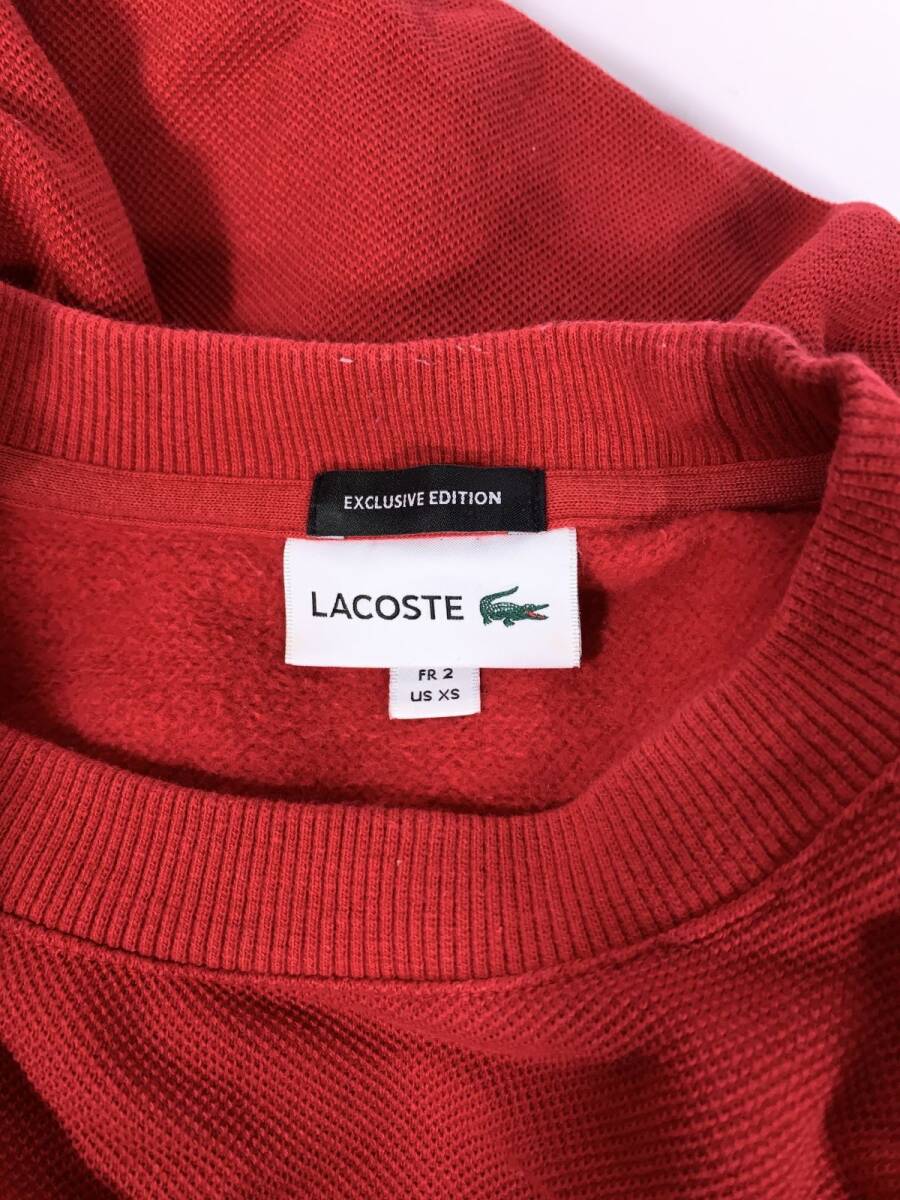 EXCLUSIVE EDITION
LACOSTE
FR 2
US XS